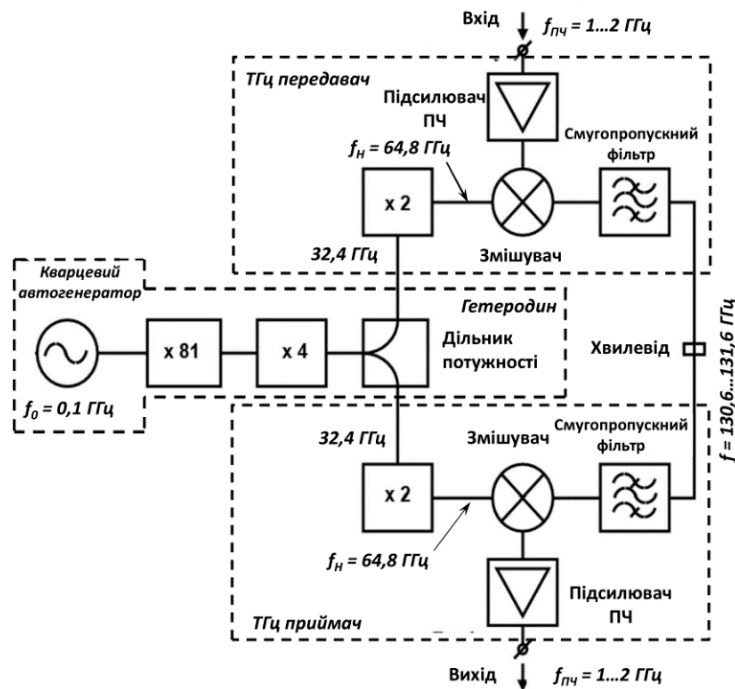 Вхід
f_ПЧ = 1...2 ГГц
ТГц передавач
Підсилювач
ПЧ
f_Н = 64,8 ГГц
Смугопропускний
фільтр
x 2
Змішувач
32,4 ГГц
Кварцевий
автогенератор
Гетеродин
x 81
x 4
Дільник
потужності
Хвилевід
f₀ = 0,1 ГГц
f = 130,6...131,6 ГГц
32,4 ГГц
Змішувач
Смугопропускний
фільтр
x 2
f_Н = 64,8 ГГц
Підсилювач
ПЧ
ТГц приймач
Вихід
f_ПЧ = 1...2 ГГц